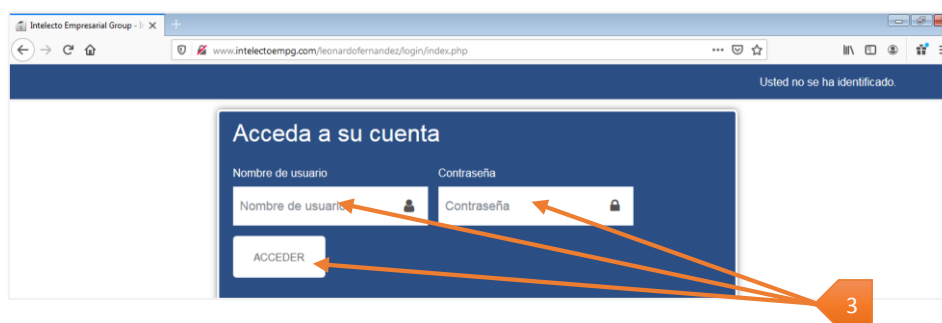 Intelecto Empresarial Group - I
www.intelectoempg.com/leonardofernandez/login/index.php
Usted no se ha identificado.
Acceda a su cuenta
Nombre de usuario Contraseña
Nombre de usuario Contraseña
ACCEDER
3